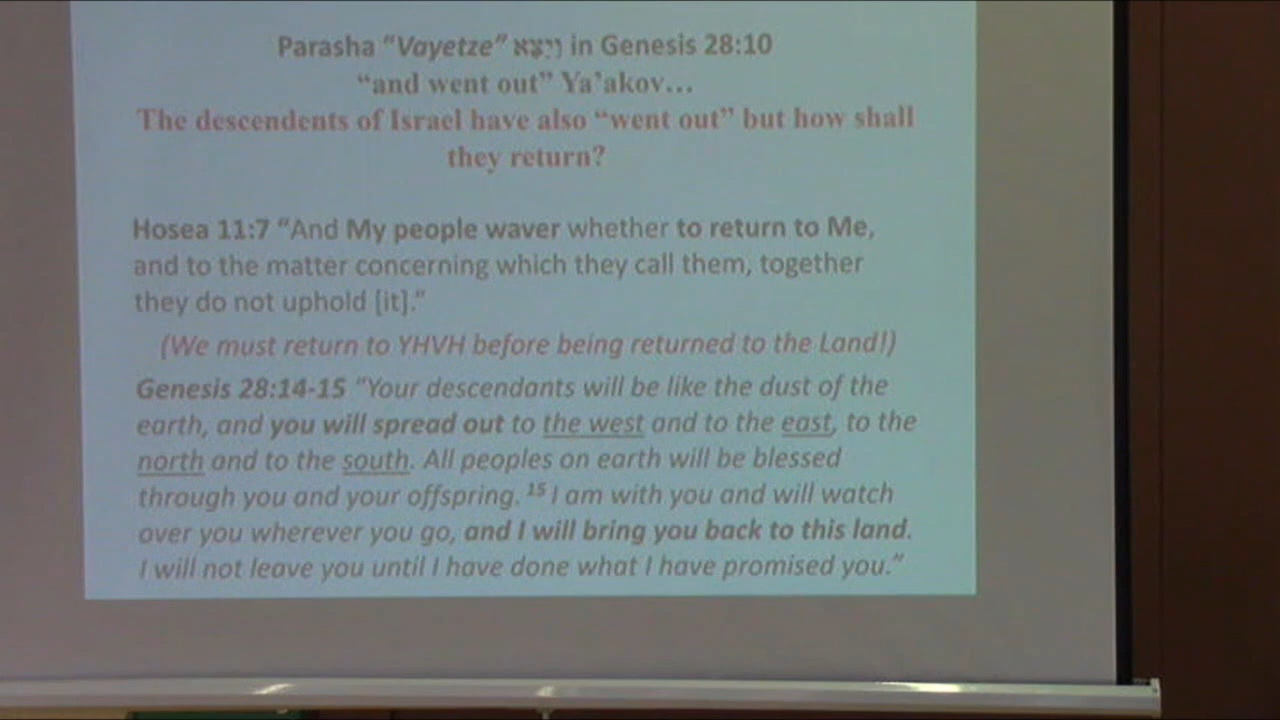 Parasha “Vayetze” וַיֵּצֵא in Genesis 28:10
“and went out” Ya’akov...
The descendents of Israel have also “went out” but how shall
they return?
Hosea 11:7 “And My people waver whether to return to Me,
and to the matter concerning which they call them, together
they do not uphold [it].”
(We must return to YHVH before being returned to the Land!)
Genesis 28:14-15 “Your descendants will be like the dust of the
earth, and you will spread out to the west and to the east, to the
north and to the south. All peoples on earth will be blessed
through you and your offspring. 15 I am with you and will watch
over you wherever you go, and I will bring you back to this land.
I will not leave you until I have done what I have promised you.”